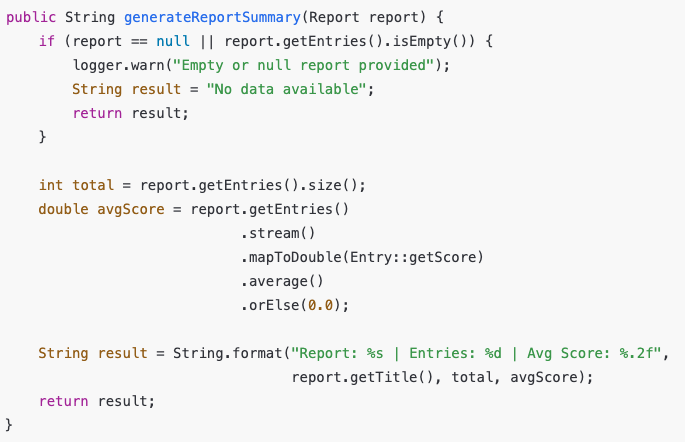 public String generateReportSummary(Report report) {
    if (report == null || report.getEntries().isEmpty()) {
        logger.warn("Empty or null report provided");
        String result = "No data available";
        return result;
    }

    int total = report.getEntries().size();
    double avgScore = report.getEntries()
                            .stream()
                            .mapToDouble(Entry::getScore)
                            .average()
                            .orElse(0.0);

    String result = String.format("Report: %s | Entries: %d | Avg Score: %.2f",
                                  report.getTitle(), total, avgScore);
    return result;
}